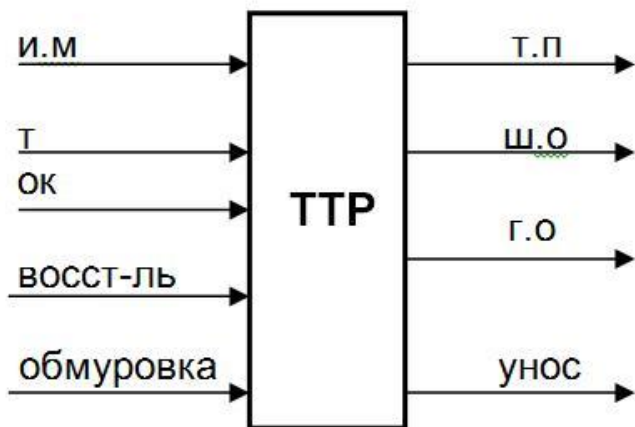 и.м
т
ок
восст-ль
обмуровка
ТТР
т.п
ш.о
г.о
унос